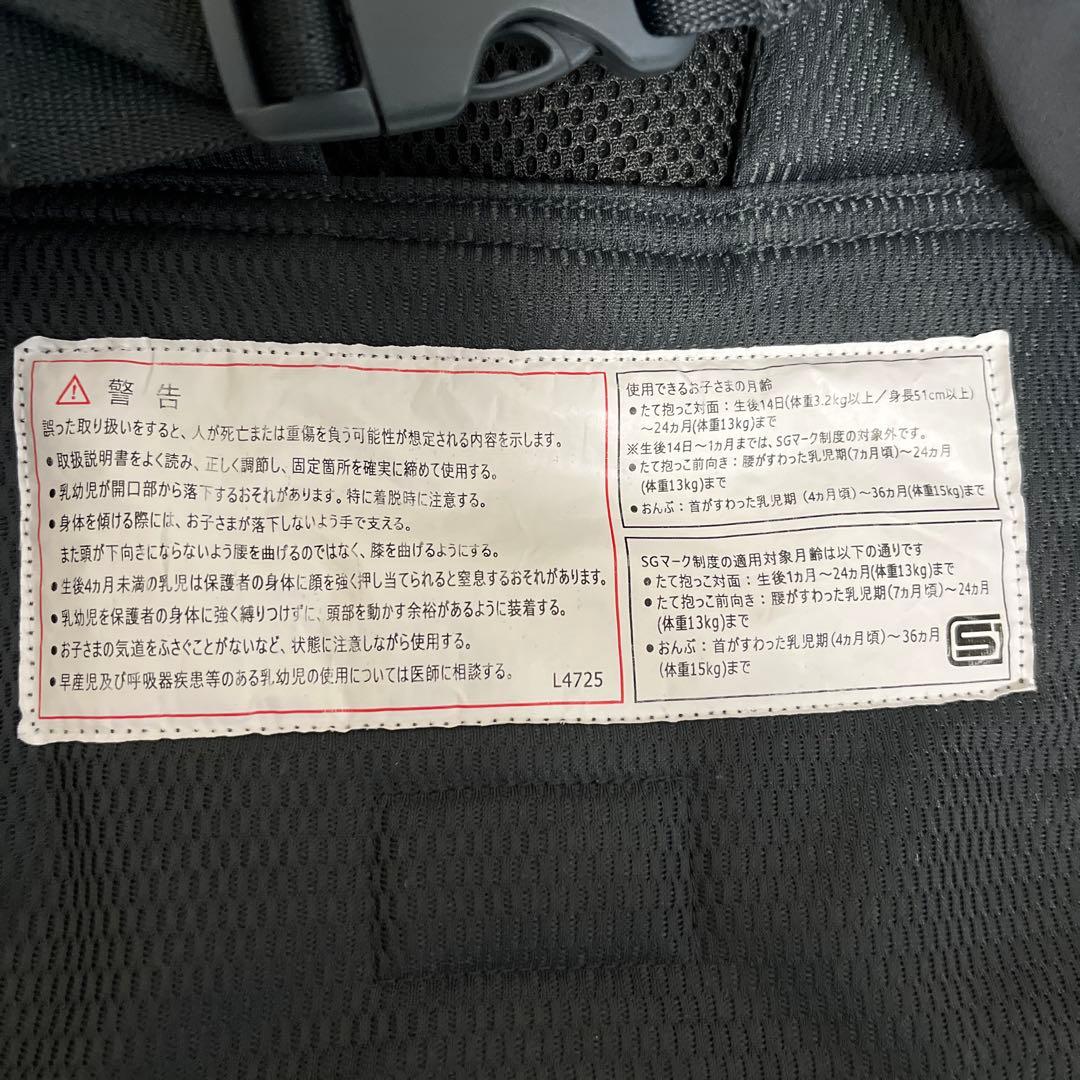 警告
誤った取り扱いをすると、人が死亡または重傷を負う可能性が想定される内容を示します。
●取扱説明書をよく読み、正しく調節し、固定箇所を確実に締めて使用する。
●乳幼児が開口部から落下するおそれがあります。特に着脱時に注意する。
●身体を傾ける際には、お子さまが落下しないよう手で支える。
また頭が下向きにならないよう腰を曲げるのではなく、膝を曲げるようにする。
●生後4カ月未満の乳児は保護者の身体に顔を強く押し当てられると窒息するおそれがあります。
●乳幼児を保護者の身体に強く縛りつけずに、頭部を動かす余裕があるように装着する。
●お子さまの気道をふさぐことがないなど、状態に注意しながら使用する。
●早産児及び呼吸器疾患等のある乳幼児の使用については医師に相談する。
L4725
使用できるお子さまの月齢
●たて抱っこ対面：生後14日(体重3.2kg以上／身長51cm以上)
～24カ月(体重13kg)まで
※生後14日～1カ月までは、SGマーク制度の対象外です。
●たて抱っこ前向き：腰がすわった乳児期(7カ月頃)～24カ月
(体重13kg)まで
●おんぶ：首がすわった乳児期（4カ月頃）～36カ月(体重15kg)まで
SGマーク制度の適用対象月齢は以下の通りです
●たて抱っこ対面：生後1カ月～24カ月(体重13kg)まで
●たて抱っこ前向き：腰がすわった乳児期(7カ月頃)～24カ月
(体重13kg)まで
●おんぶ：首がすわった乳児期(4カ月頃)～36カ月
(体重15kg)まで